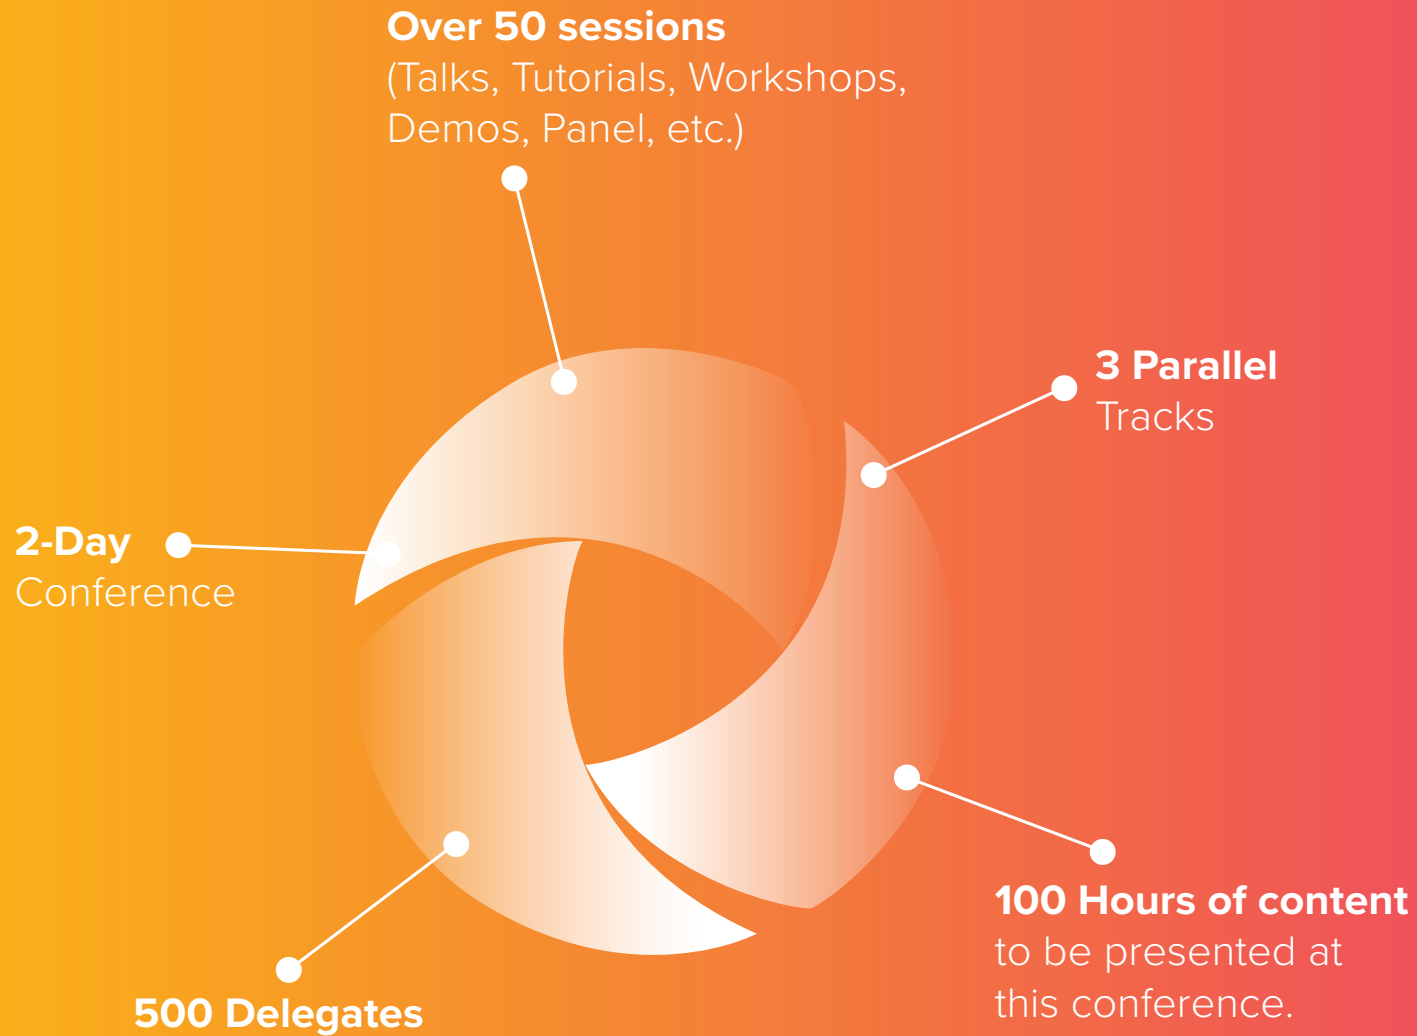 Over 50 sessions
(Talks, Tutorials, Workshops,
Demos, Panel, etc.)
3 Parallel
Tracks
2-Day
Conference
100 Hours of content
to be presented at
this conference.
500 Delegates